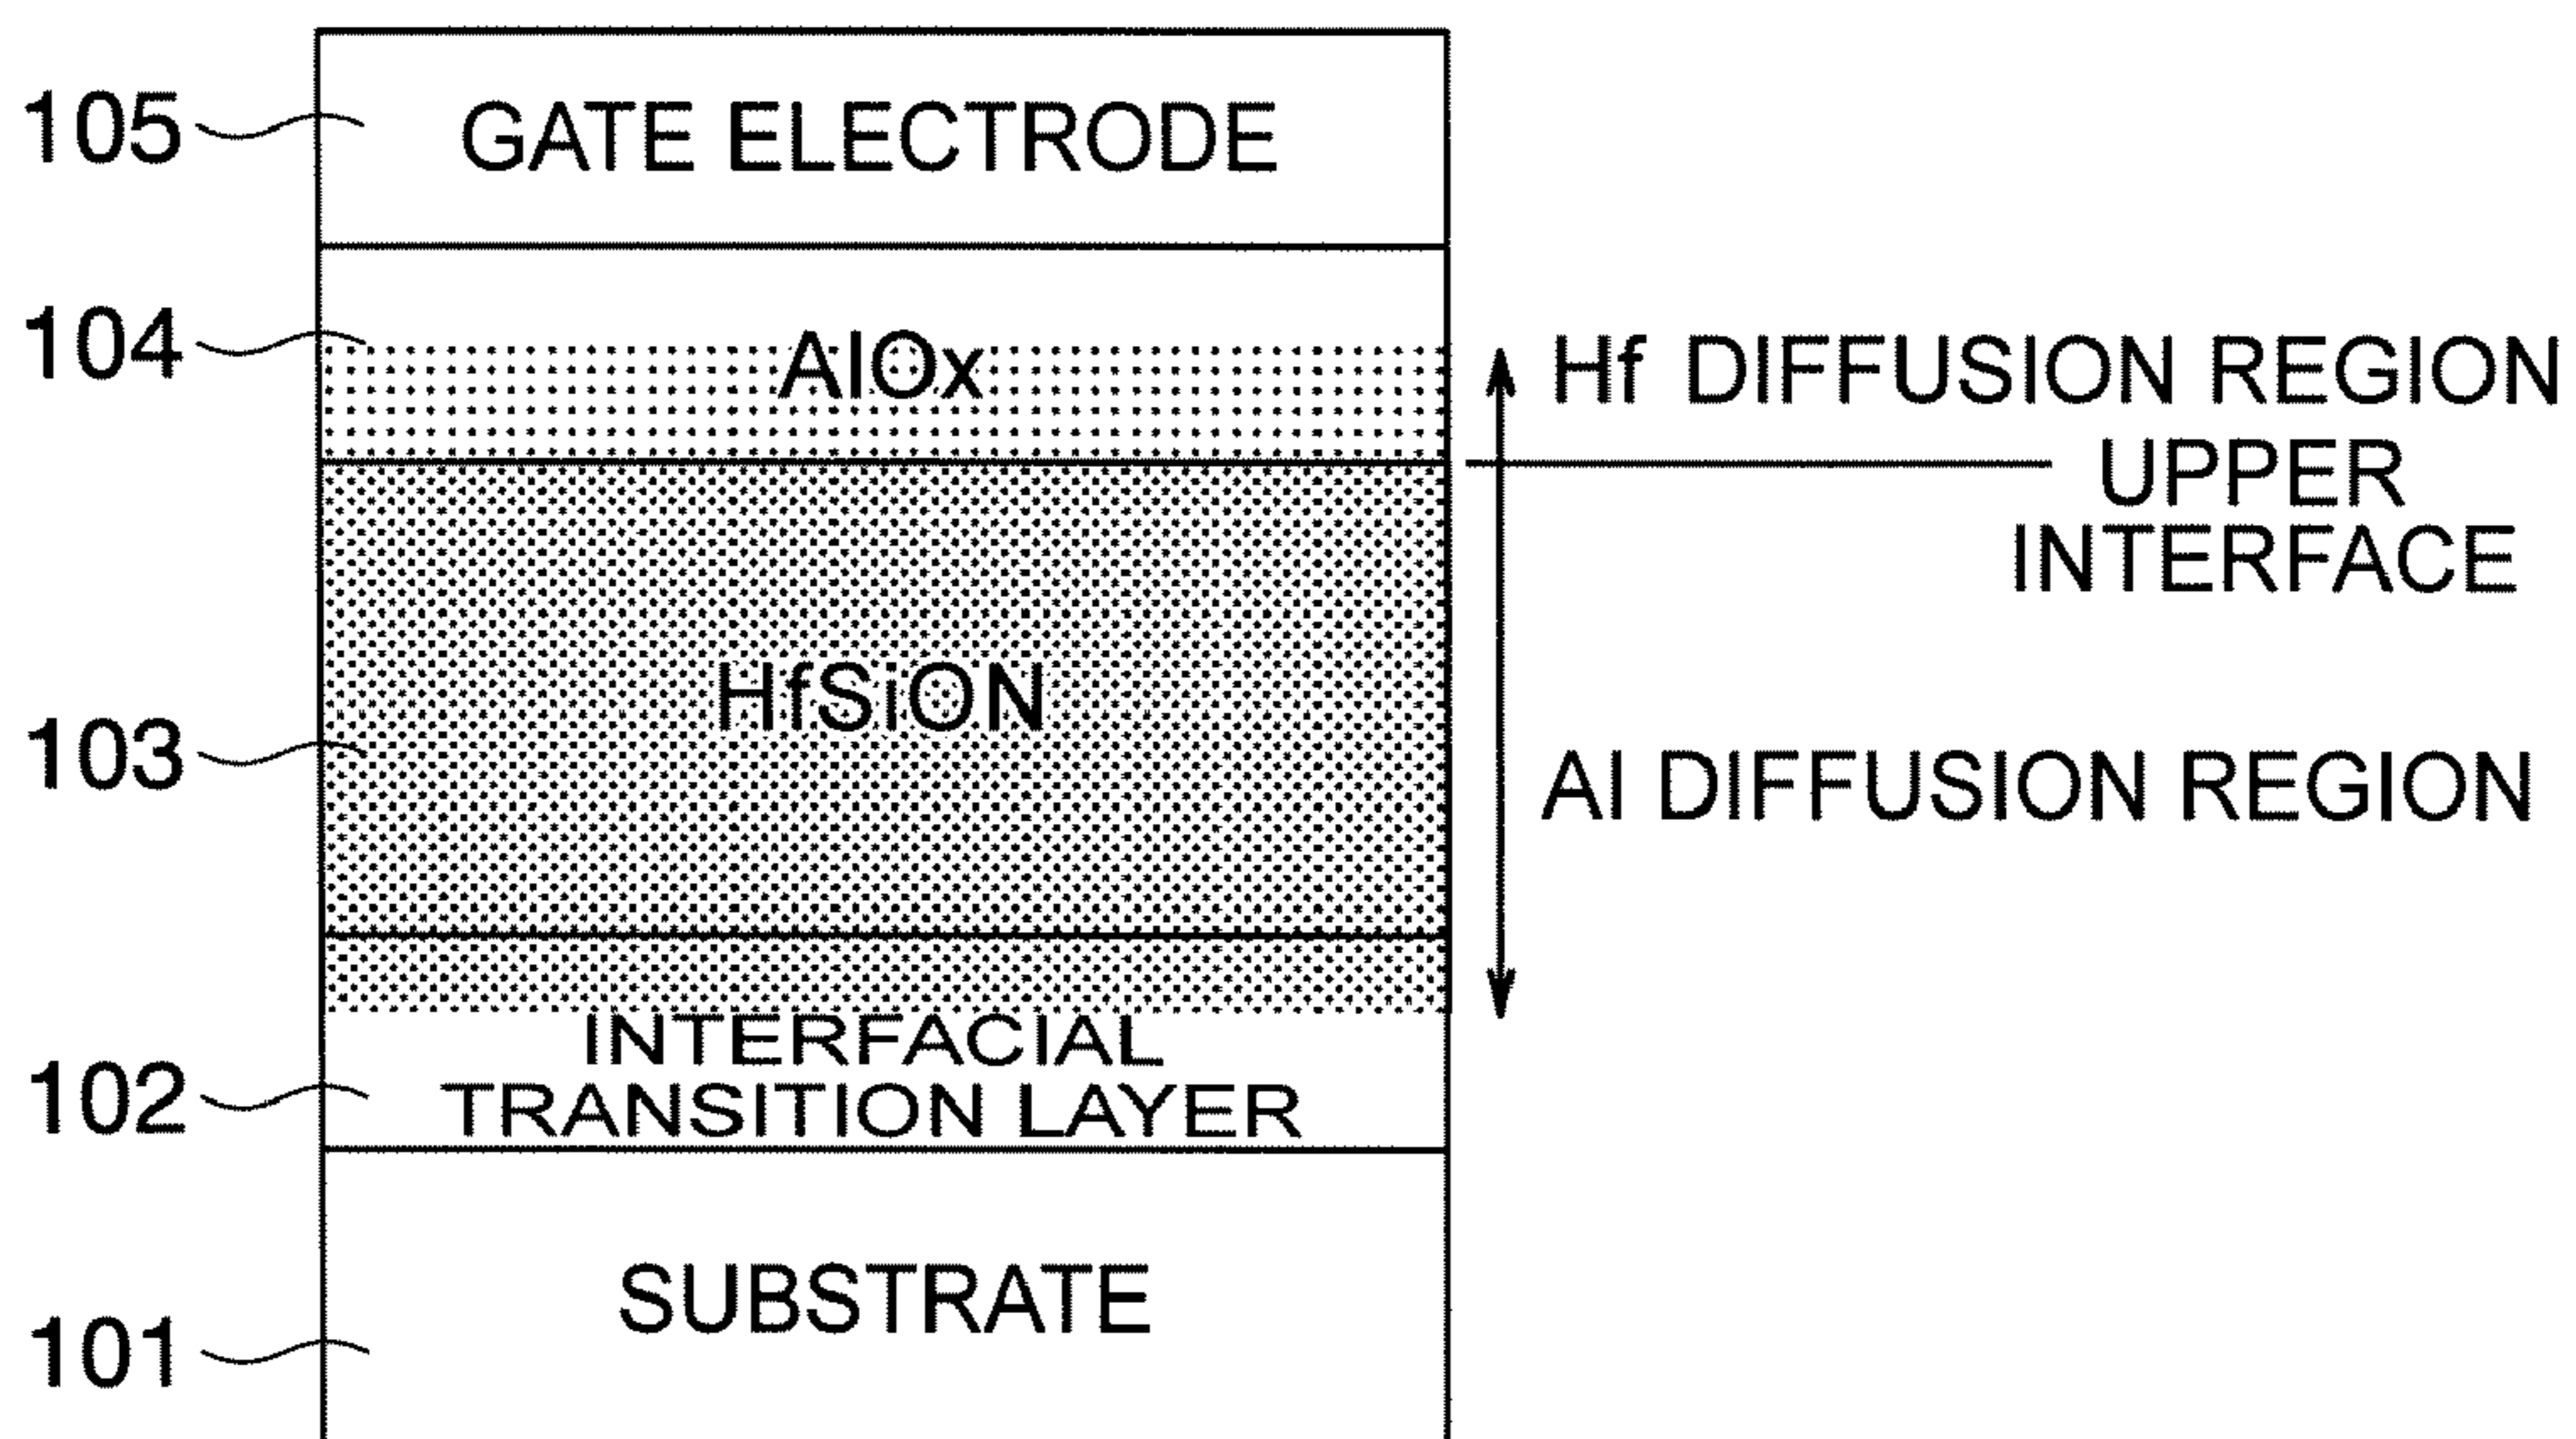 105 GATE ELECTRODE
104 AlOx Hf DIFFUSION REGION
UPPER
INTERFACE
HfSiON
103 Al DIFFUSION REGION
INTERFACIAL
102 TRANSITION LAYER
SUBSTRATE
101